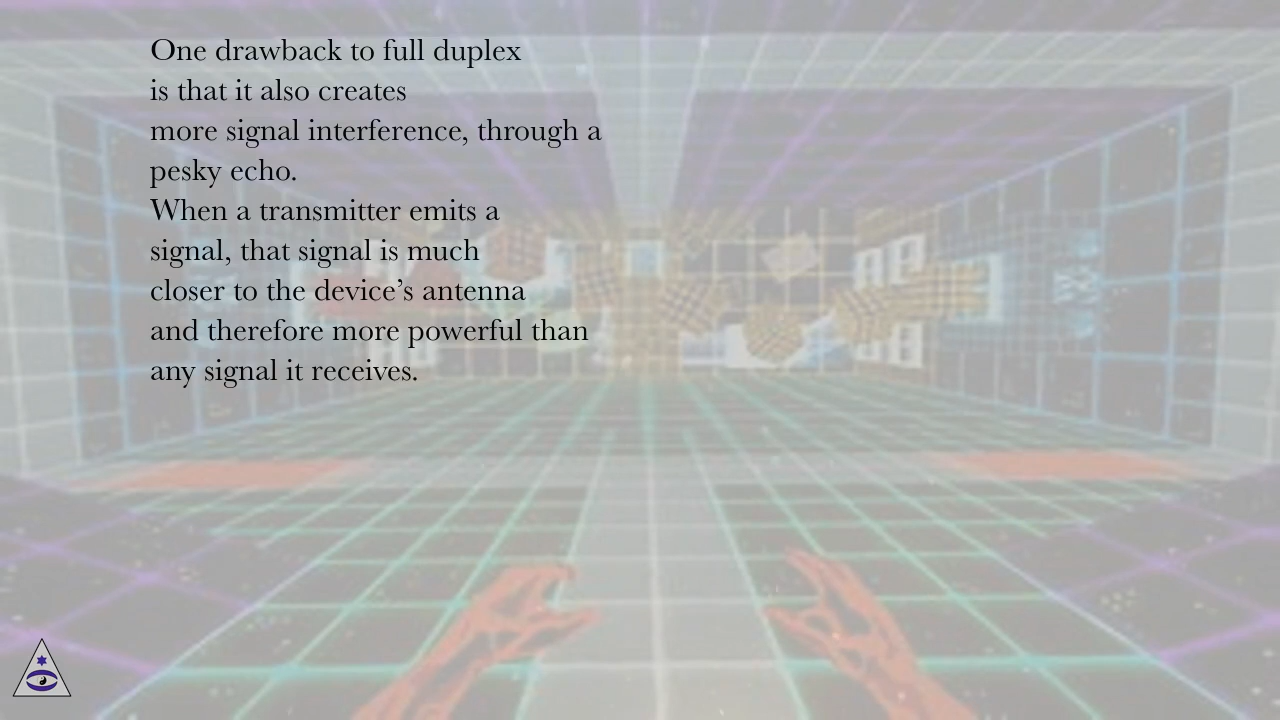 One drawback to full duplex
is that it also creates
more signal interference, through a
pesky echo.
When a transmitter emits a
signal, that signal is much
closer to the device’s antenna
and therefore more powerful than
any signal it receives.